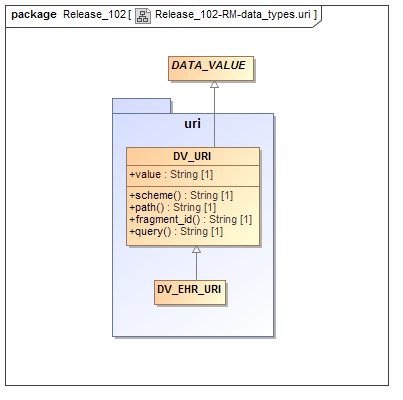 package Release_102[ Release_102-RM-data_types.uri ]
DATA_VALUE
uri
DV_URI
+value : String [1]
+scheme() : String [1]
+path() : String [1]
+fragment_id() : String [1]
+query() : String [1]
DV_EHR_URI